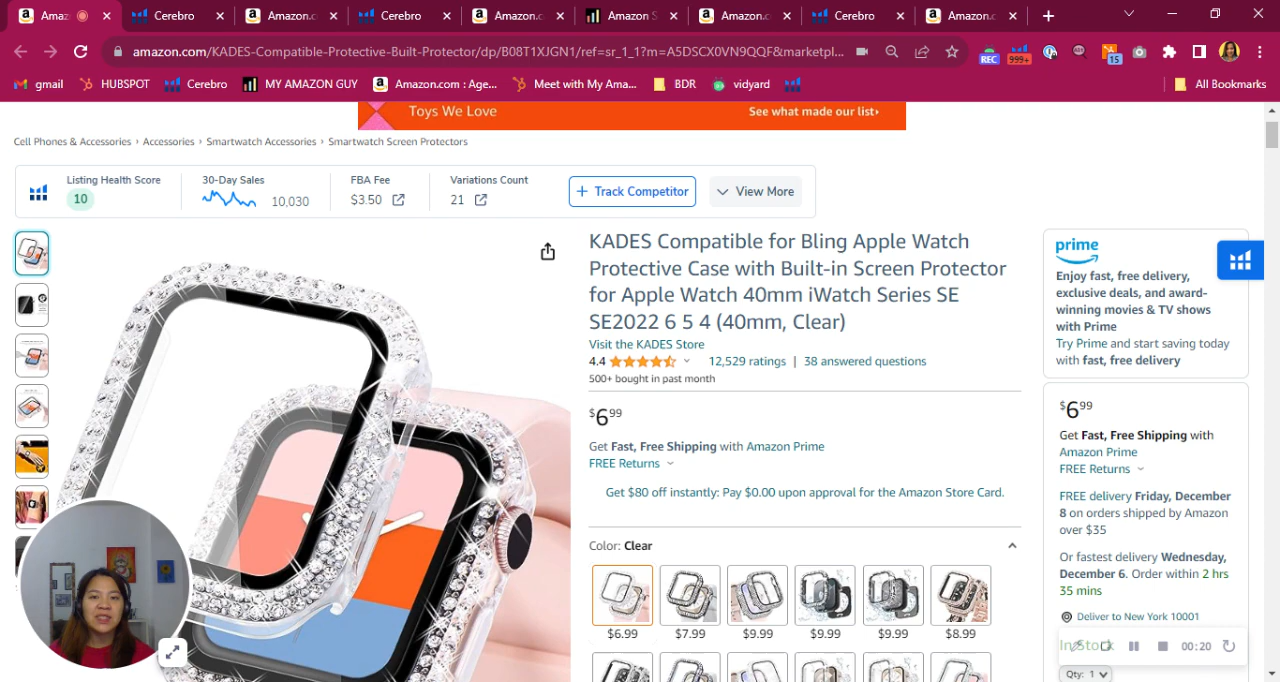 Amaz
Cerebro
Amazon.c
Cerebro
Amazon.
Amazon S
Amazon.c
Cerebro
Amazon.c
amazon.com/KADES-Compatible-Protective-Built-Protector/dp/B08T1XJGN1/ref=sr_1_1?m=A5DSCX0VN9QQF&marketpl...
REC
999+
15
gmail
HUBSPOT
Cerebro
MY AMAZON GUY
Amazon.com : Age...
Meet with My Ama...
BDR
vidyard
All Bookmarks
Toys We Love
See what made our list›
Cell Phones & Accessories › Accessories › Smartwatch Accessories › Smartwatch Screen Protectors
Listing Health Score
10
30-Day Sales
10,030
FBA Fee
$3.50
Variations Count
21
+ Track Competitor
View More
KADES Compatible for Bling Apple Watch
Protective Case with Built-in Screen Protector
for Apple Watch 40mm iWatch Series SE
SE2022 6 5 4 (40mm, Clear)
Visit the KADES Store
4.4
12,529 ratings | 38 answered questions
500+ bought in past month
$6.99
Get Fast, Free Shipping with Amazon Prime
FREE Returns
Get $80 off instantly: Pay $0.00 upon approval for the Amazon Store Card.
Color: Clear
$6.99
$7.99
$9.99
$9.99
$9.99
$8.99
prime
Enjoy fast, free delivery,
exclusive deals, and award-
winning movies & TV shows
with Prime
Try Prime and start saving today
with fast, free delivery
$6.99
Get Fast, Free Shipping with
Amazon Prime
FREE Returns
FREE delivery Friday, December
8 on orders shipped by Amazon
over $35
Or fastest delivery Wednesday,
December 6. Order within 2 hrs
35 mins
Deliver to New York 10001
In Stock
00:20
Qty: 1